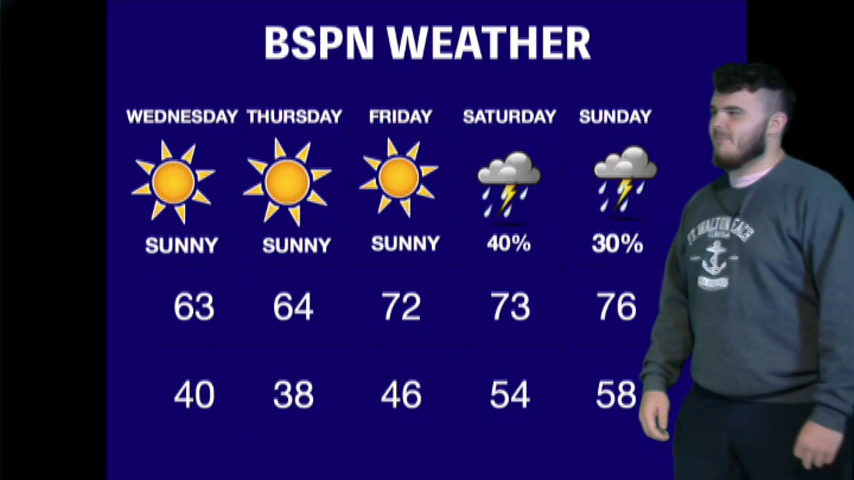 BSPN WEATHER
WEDNESDAY THURSDAY FRIDAY SATURDAY SUNDAY
SUNNY SUNNY SUNNY 40% 30%
63 64 72 73 76
40 38 46 54 58